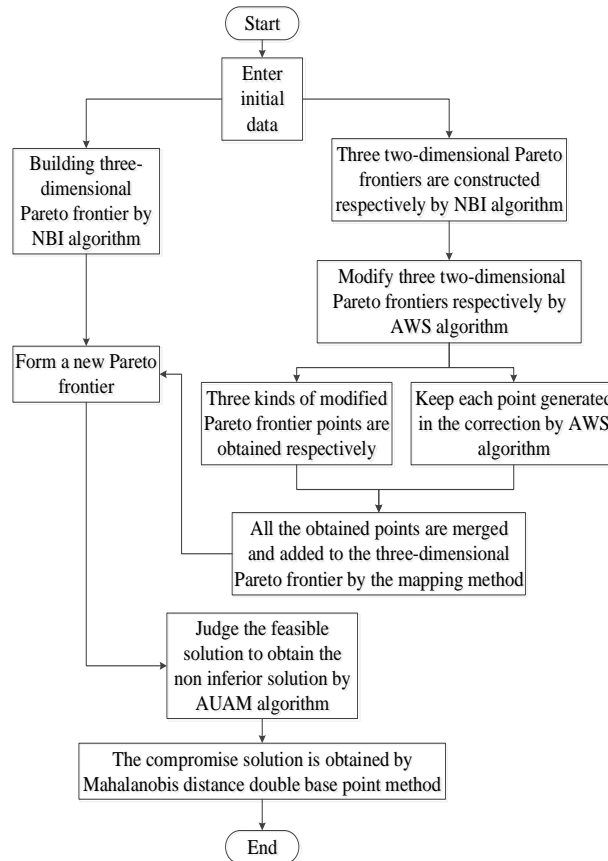 Start
Enter
initial
data
Building three-
dimensional
Pareto frontier by
NBI algorithm
Three two-dimensional Pareto
frontiers are constructed
respectively by NBI algorithm
Modify three two-dimensional
Pareto frontiers respectively by
AWS algorithm
Form a new Pareto
frontier
Three kinds of modified
Pareto frontier points are
obtained respectively
Keep each point generated
in the correction by AWS
algorithm
All the obtained points are merged
and added to the three-dimensional
Pareto frontier by the mapping method
Judge the feasible
solution to obtain the
non inferior solution by
AUAM algorithm
The compromise solution is obtained by
Mahalanobis distance double base point method
End